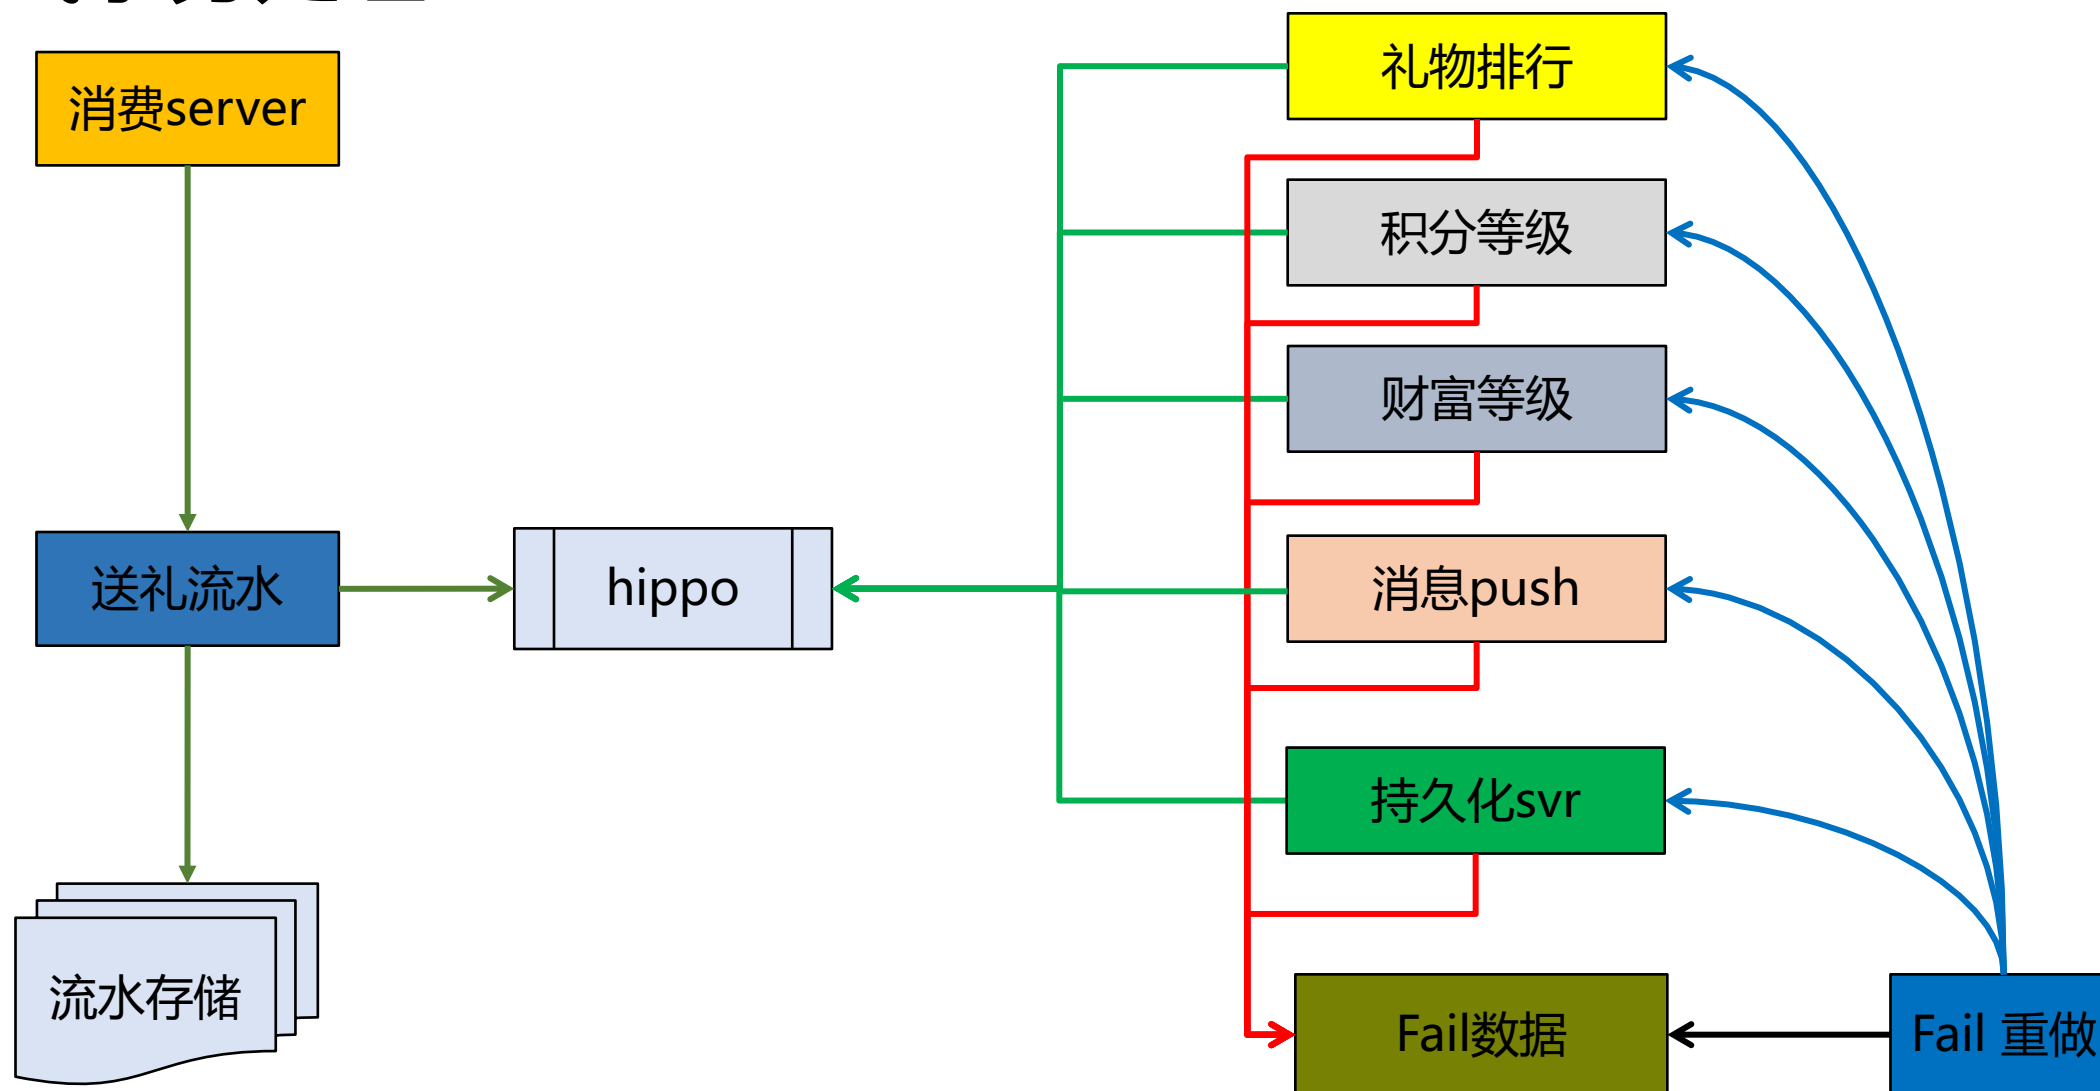 消费server
礼物排行
积分等级
财富等级
送礼流水
hippo
消息push
持久化svr
流水存储
Fail数据
Fail 重做